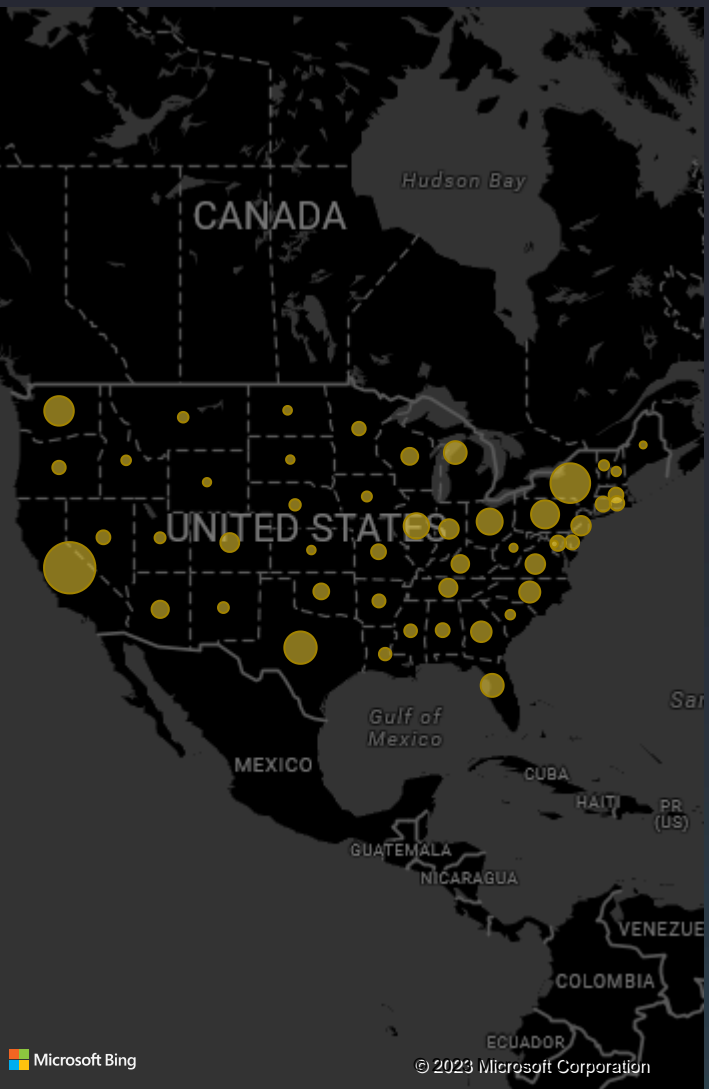 Hudson Bay
CANADA
UNITED STATES
Gulf of
Mexico
San
MEXICO
CUBA
HAITI
PR
(US)
GUATEMALA
NICARAGUA
VENEZUE
COLOMBIA
ECUADOR
Microsoft Bing
© 2023 Microsoft Corporation